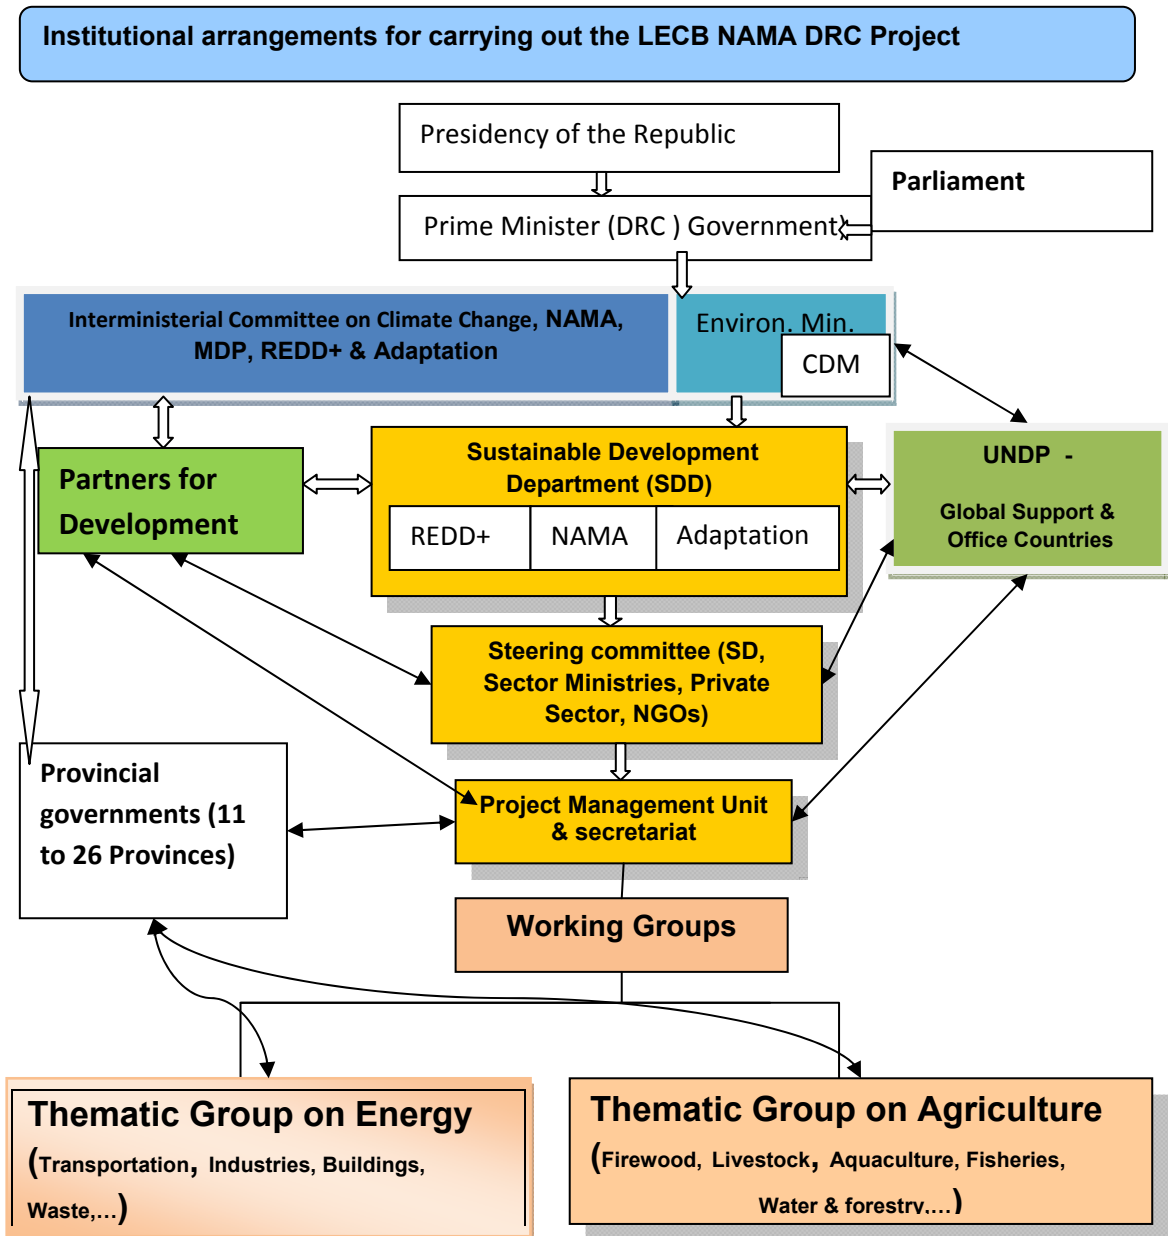 Institutional arrangements for carrying out the LECB NAMA DRC Project
Presidency of the Republic
Parliament
Prime Minister (DRC ) Government)
Interministerial Committee on Climate Change, NAMA,
MDP, REDD+ & Adaptation
Environ. Min.
CDM
Partners for
Development
Sustainable Development
Department (SDD)
REDD+
NAMA
Adaptation
UNDP -
Global Support &
Office Countries
Steering committee (SD,
Sector Ministries, Private
Sector, NGOs)
Provincial
governments (11
to 26 Provinces)
Project Management Unit
& secretariat
Working Groups
Thematic Group on Energy
(Transportation, Industries, Buildings,
Waste,...)
Thematic Group on Agriculture
(Firewood, Livestock, Aquaculture, Fisheries,
Water & forestry,...)